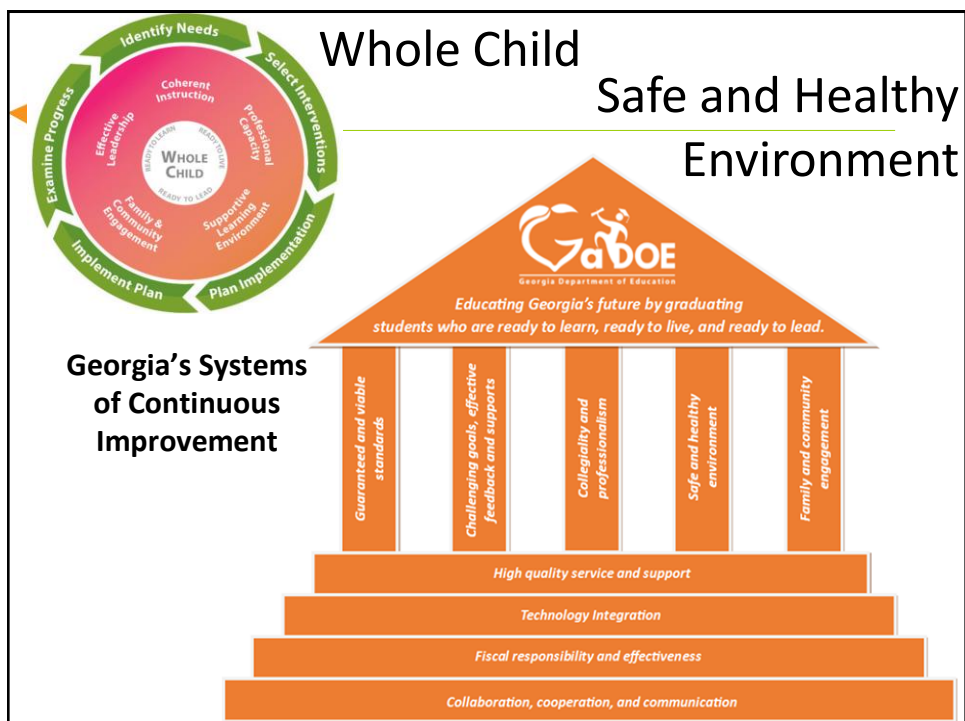 Whole Child
Safe and Healthy
Environment
Identify Needs
Select Interventions
Plan Implementation
Implement Plan
Examine Progress
Coherent
Instruction
Professional
Capacity
Supportive
Learning
Environment
Family &
Community
Engagement
Effective
Leadership
READY TO LEARN
READY TO LIVE
READY TO LEAD
WHOLE
CHILD
Georgia's Systems
of Continuous
Improvement
GaDOE
Georgia Department of Education
Educating Georgia's future by graduating
students who are ready to learn, ready to live, and ready to lead.
Guaranteed and viable
standards
Challenging goals, effective
feedback and supports
Collegiality and
professionalism
Safe and healthy
environment
Family and community
engagement
High quality service and support
Technology Integration
Fiscal responsibility and effectiveness
Collaboration, cooperation, and communication